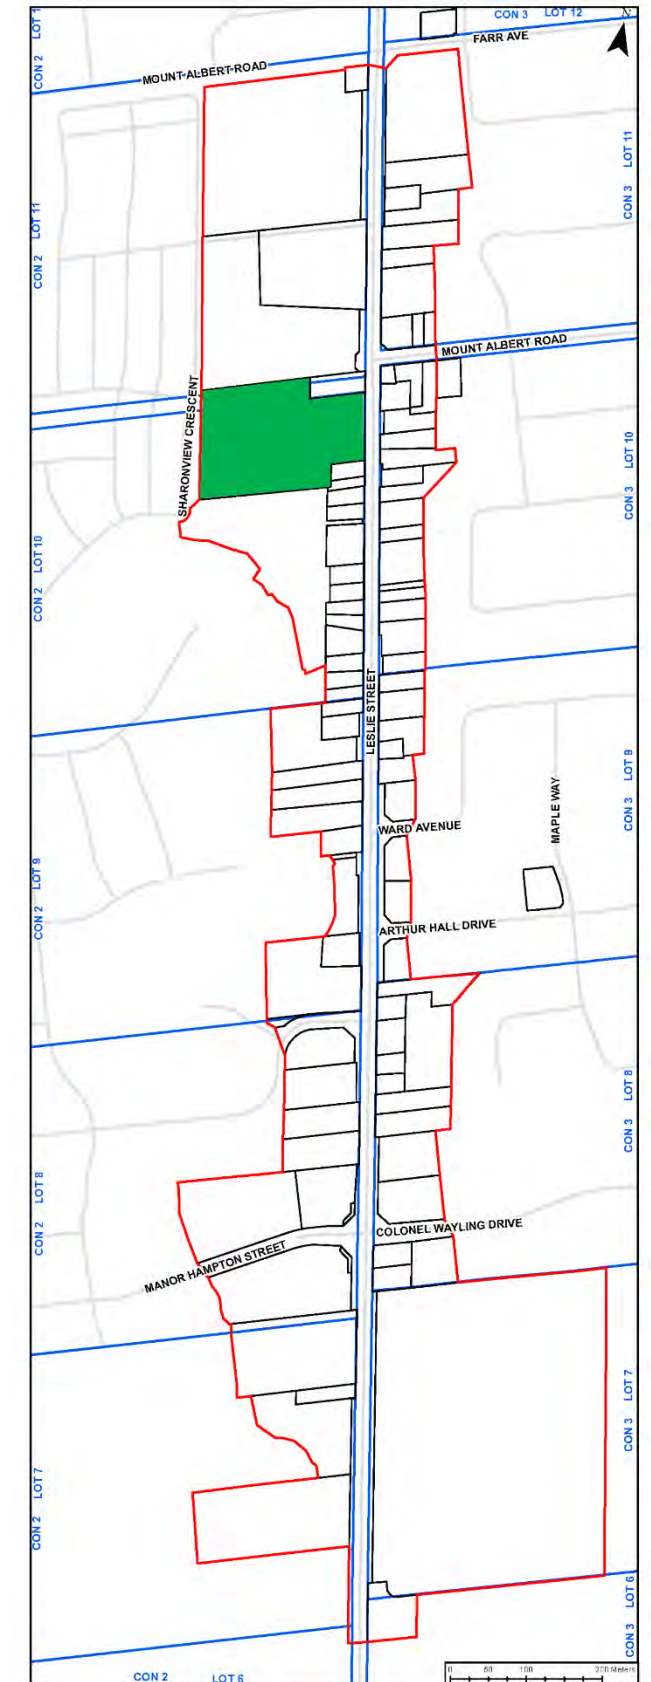 CON 3 LOT 12
N
LOT 1
FARR AVE
CON 2
MOUNT ALBERT ROAD
LOT 11
CON 3
LOT 11
CON 2
MOUNT ALBERT ROAD
SHARONVIEW CRESCENT
LOT 10
CON 3
LOT 10
CON 2
LESLIE STREET
LOT 9
CON 3
MAPLE WAY
WARD AVENUE
LOT 9
CON 2
ARTHUR HALL DRIVE
LOT 8
CON 3
LOT 8
CON 2
COLONEL WAYLING DRIVE
MANOR HAMPTON STREET
LOT 7
CON 3
LOT 7
CON 2
LOT 6
CON 3
0 50 100 200 Meters
CON 2 LOT 6